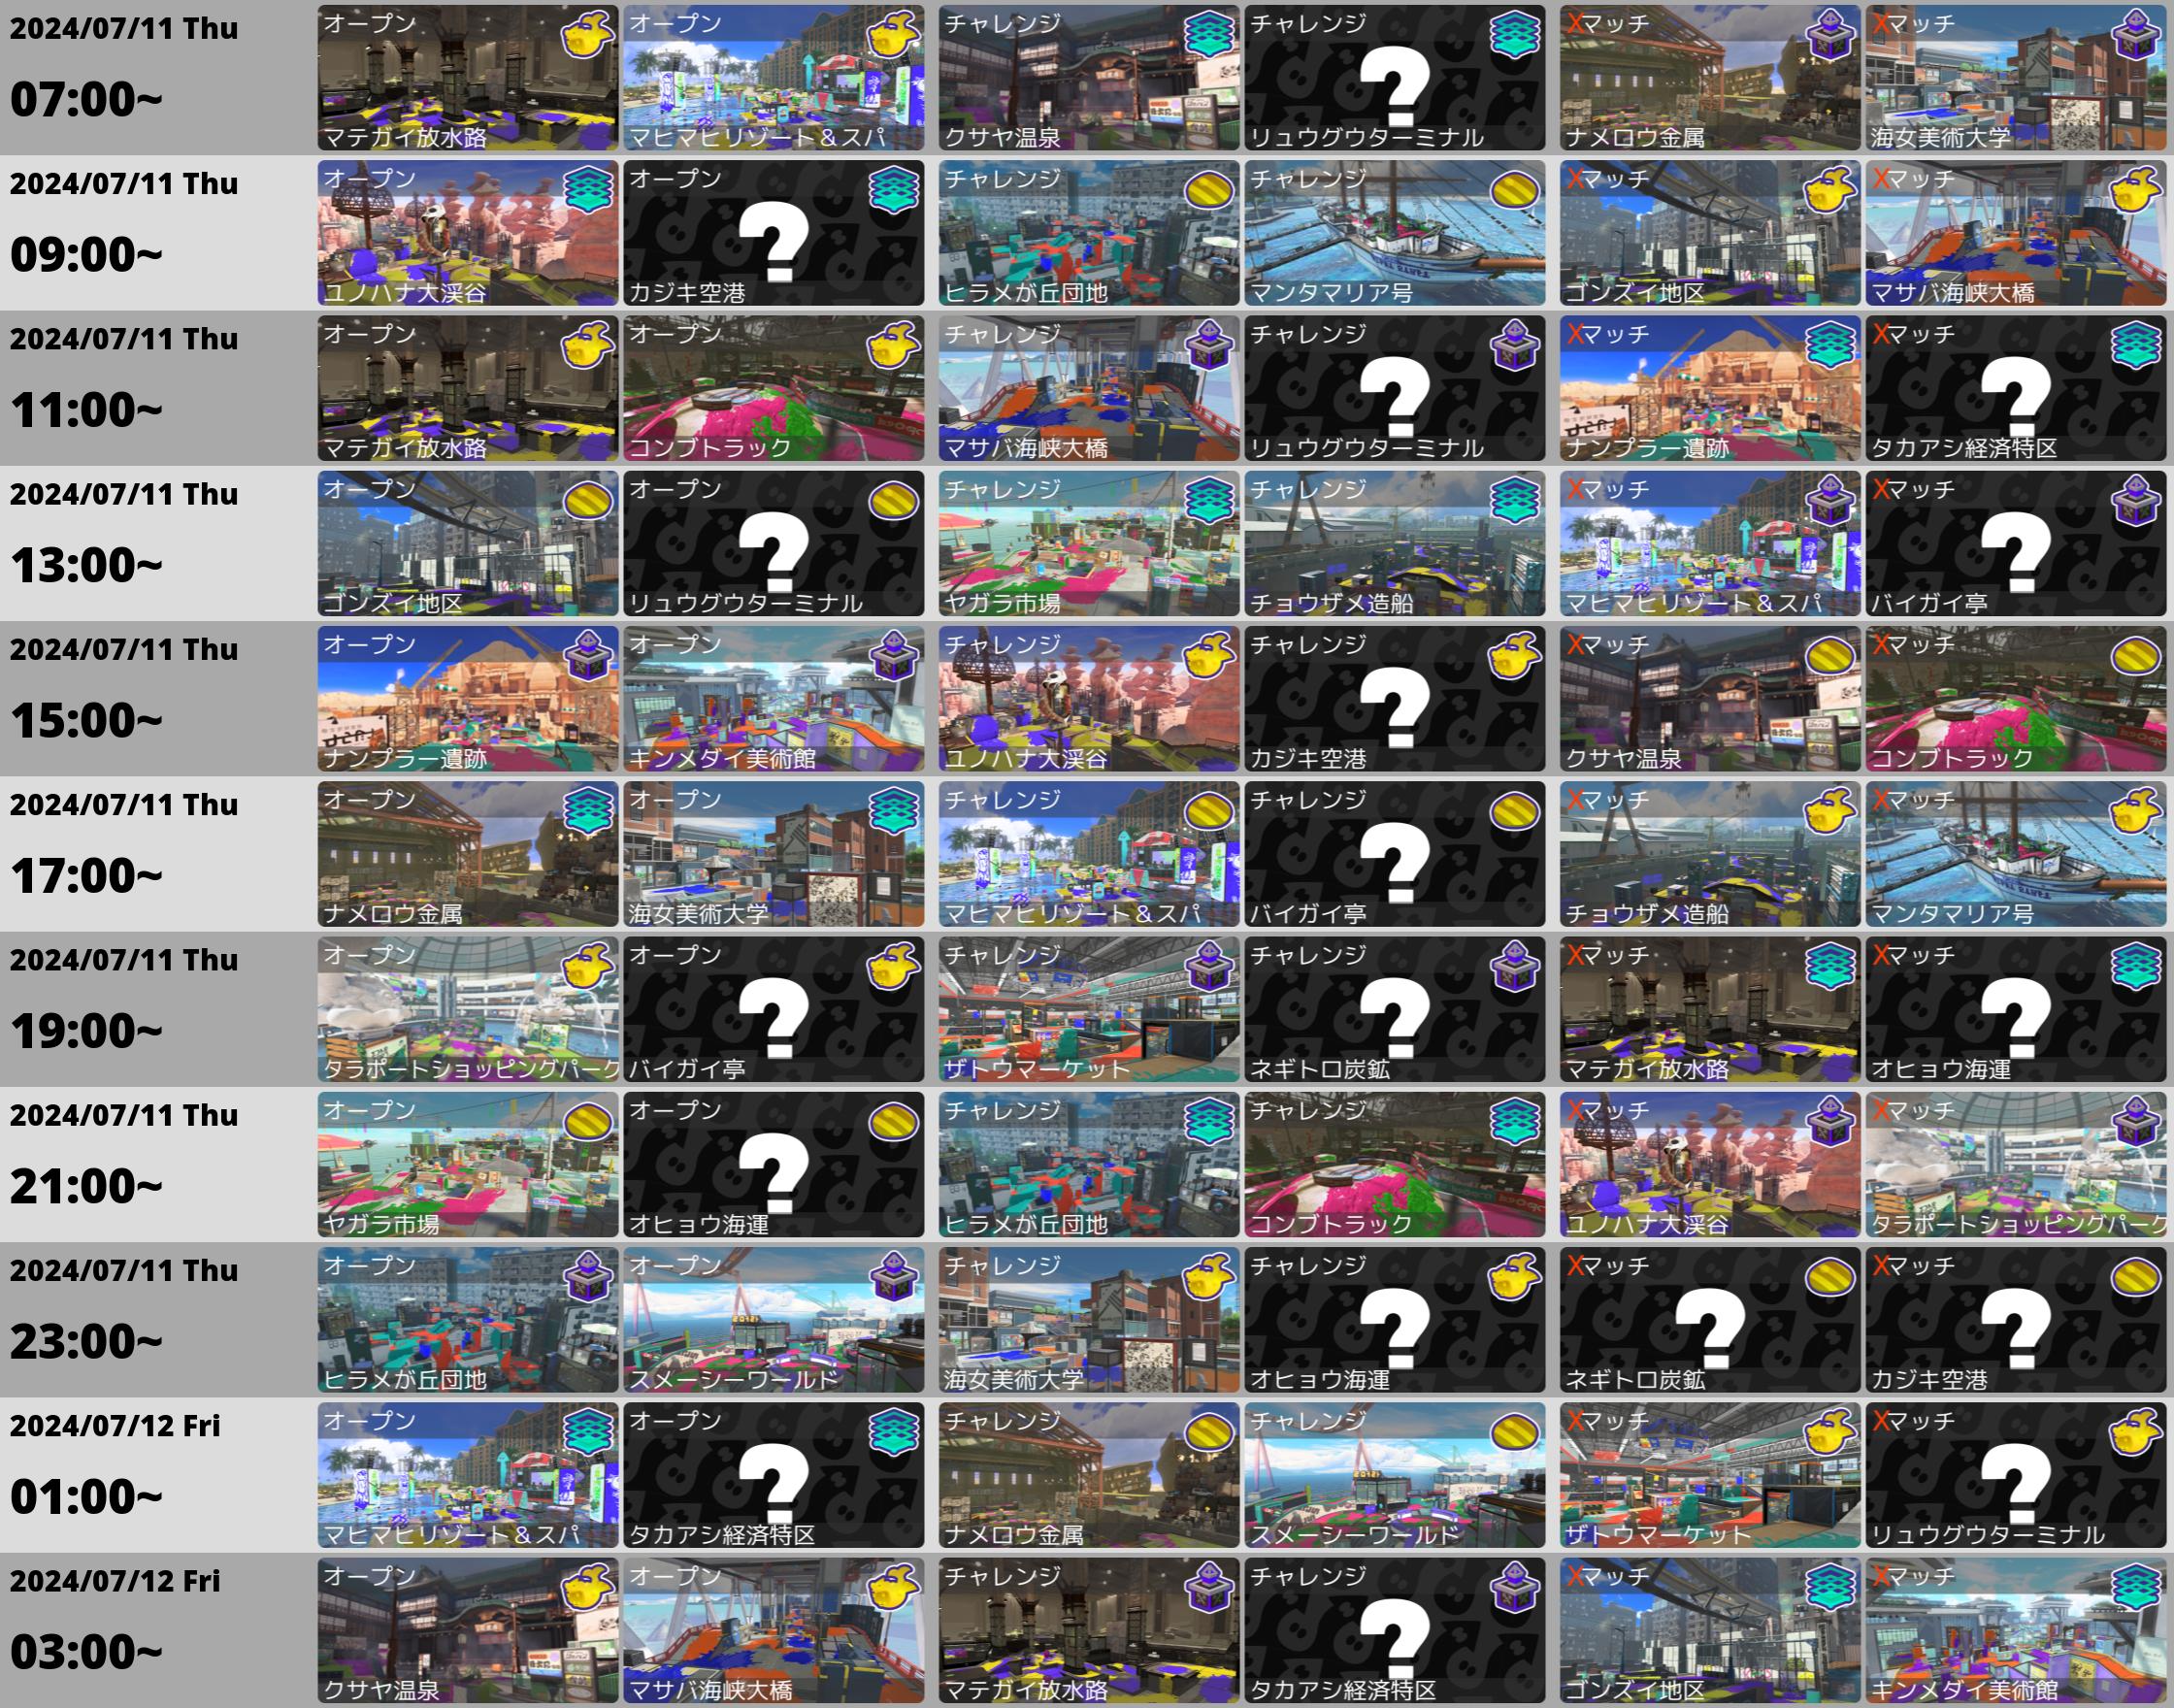 2024/07/11 Thu
07:00~
オープン
マテガイ放水路
オープン
マヒマヒリゾート＆スパ
チャレンジ
クサヤ温泉
チャレンジ
?
リュウグウターミナル
Xマッチ
ナメロウ金属
Xマッチ
海女美術大学
2024/07/11 Thu
09:00~
オープン
ユノハナ大渓谷
オープン
?
カジキ空港
チャレンジ
ヒラメが丘団地
チャレンジ
マンタマリア号
Xマッチ
ゴンズイ地区
Xマッチ
マサバ海峡大橋
2024/07/11 Thu
11:00~
オープン
マテガイ放水路
オープン
コンブトラック
チャレンジ
マサバ海峡大橋
チャレンジ
?
リュウグウターミナル
Xマッチ
ナンプラー遺跡
Xマッチ
?
タカアシ経済特区
2024/07/11 Thu
13:00~
オープン
ゴンズイ地区
オープン
?
リュウグウターミナル
チャレンジ
ヤガラ市場
チャレンジ
チョウザメ造船
Xマッチ
マヒマヒリゾート＆スパ
Xマッチ
?
バイガイ亭
2024/07/11 Thu
15:00~
オープン
ナンプラー遺跡
オープン
キンメダイ美術館
チャレンジ
ユノハナ大渓谷
チャレンジ
?
カジキ空港
Xマッチ
クサヤ温泉
Xマッチ
コンブトラック
2024/07/11 Thu
17:00~
オープン
ナメロウ金属
オープン
海女美術大学
チャレンジ
マヒマヒリゾート＆スパ
チャレンジ
?
バイガイ亭
Xマッチ
チョウザメ造船
Xマッチ
マンタマリア号
2024/07/11 Thu
19:00~
オープン
タラポートショッピングパーク
オープン
?
バイガイ亭
チャレンジ
ザトウマーケット
チャレンジ
?
ネギトロ炭鉱
Xマッチ
マテガイ放水路
Xマッチ
?
オヒョウ海運
2024/07/11 Thu
21:00~
オープン
ヤガラ市場
オープン
?
オヒョウ海運
チャレンジ
ヒラメが丘団地
チャレンジ
コンブトラック
Xマッチ
ユノハナ大渓谷
Xマッチ
タラポートショッピングパーク
2024/07/11 Thu
23:00~
オープン
ヒラメが丘団地
オープン
スメーシーワールド
チャレンジ
海女美術大学
チャレンジ
?
オヒョウ海運
Xマッチ
?
ネギトロ炭鉱
Xマッチ
?
カジキ空港
2024/07/12 Fri
01:00~
オープン
マヒマヒリゾート＆スパ
オープン
?
タカアシ経済特区
チャレンジ
ナメロウ金属
チャレンジ
スメーシーワールド
Xマッチ
ザトウマーケット
Xマッチ
?
リュウグウターミナル
2024/07/12 Fri
03:00~
オープン
クサヤ温泉
オープン
マサバ海峡大橋
チャレンジ
マテガイ放水路
チャレンジ
?
タカアシ経済特区
Xマッチ
ゴンズイ地区
Xマッチ
キンメダイ美術館